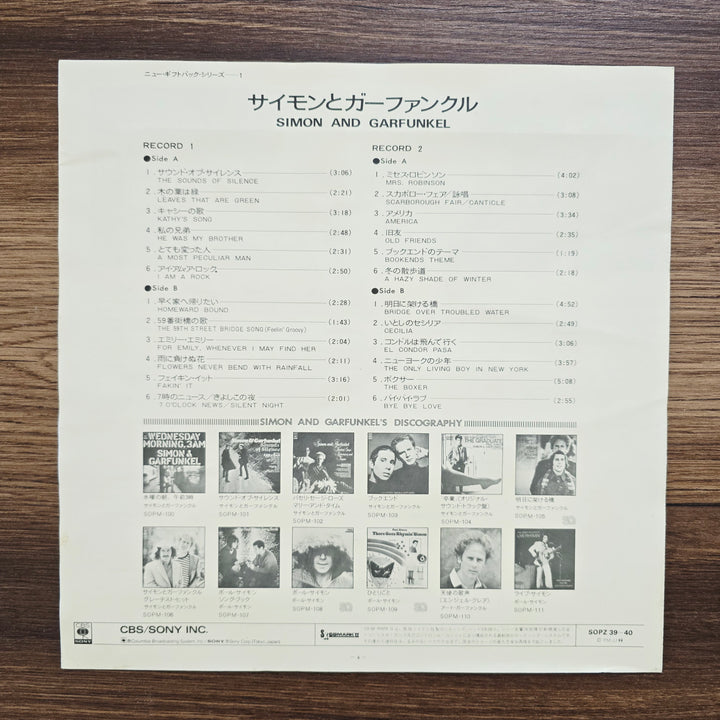 ニュー・ギフトパック・シリーズ──1
サイモンとガーファンクル
SIMON AND GARFUNKEL
RECORD 1
●Side A
1. サウンド・オブ・サイレンス (3:06)
THE SOUNDS OF SILENCE
2. 木の葉は緑 (2:21)
LEAVES THAT ARE GREEN
3. キャシーの歌 (3:18)
KATHY'S SONG
4. 私の兄弟 (2:48)
HE WAS MY BROTHER
5. とても変った人 (2:31)
A MOST PECULIAR MAN
6. アイ・アム・ア・ロック (2:50)
I AM A ROCK
●Side B
1. 早く家へ帰りたい (2:28)
HOMEWARD BOUND
2. 59番街橋の歌 (1:43)
THE 59TH STREET BRIDGE SONG (Feelin' Groovy)
3. エミリー・エミリー (2:04)
FOR EMILY, WHENEVER I MAY FIND HER
4. 雨に負けぬ花 (2:11)
FLOWERS NEVER BEND WITH RAINFALL
5. フェイキン・イット (3:16)
FAKIN' IT
6. 7時のニュース／きよしこの夜 (2:01)
7 O'CLOCK NEWS/SILENT NIGHT
RECORD 2
●Side A
1. ミセス・ロビンソン (4:02)
MRS. ROBINSON
2. スカボロー・フェア／詠唱 (3:08)
SCARBOROUGH FAIR/CANTICLE
3. アメリカ (3:34)
AMERICA
4. 旧友 (2:35)
OLD FRIENDS
5. ブックエンドのテーマ (1:19)
BOOKENDS THEME
6. 冬の散歩道 (2:18)
A HAZY SHADE OF WINTER
●Side B
1. 明日に架ける橋 (4:52)
BRIDGE OVER TROUBLED WATER
2. いとしのセシリア (2:49)
CECILIA
3. コンドルは飛んで行く (3:06)
EL CONDOR PASA
4. ニューヨークの少年 (3:57)
THE ONLY LIVING BOY IN NEW YORK
5. ボクサー (5:08)
THE BOXER
6. バイ・バイ・ラブ (2:55)
BYE BYE LOVE
SIMON AND GARFUNKEL'S DISCOGRAPHY
WEDNESDAY
MORNING, 3AM
SIMON &
GARFUNKEL
水曜の朝、午前3時
サイモンとガーファンクル
SOPM-100
サウンド・オブ・サイレンス
サイモンとガーファンクル
SOPM-101
パセリ・セージ・ローズ
マリー・アンド・タイム
サイモンとガーファンクル
SOPM-102
ブックエンド
サイモンとガーファンクル
SOPM-103
THE GRADUATE
卒業 (オリジナル・
サウンド・トラック盤)
サイモンとガーファンクル
SOPM-104
明日に架ける橋
サイモンとガーファンクル
SOPM-105
サイモンとガーファンクル
グレーテスト・ヒット
サイモンとガーファンクル
SOPM-106
ポール・サイモン
ソング・ブック
ポール・サイモン
SOPM-107
ポール・サイモン
ポール・サイモン
SOPM-108
There Goes Rhymin' Simon
ひとりごと
ポール・サイモン
SOPM-109
天使の歌声
(エンジェル・クレア)
アート・ガーファンクル
SOPM-110
ライブ・サイモン
ポール・サイモン
SOPM-111
CBS
SONY
CBS/SONY INC.
SOPZ 39-40